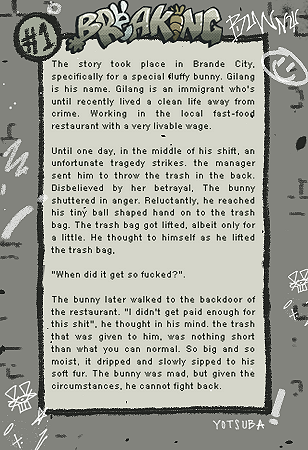 #1
BREAKING
The story took place in Brande City,
specifically for a special fluffy bunny. Gilang
is his name. Gilang is an immigrant who's
until recently lived a clean life away from
crime. Working in the local fast-food
restaurant with a very livable wage.
Until one day, in the middle of his shift, an
unfortunate tragedy strikes. the manager
sent him to throw the trash in the back.
Disbelieved by her betrayal, The bunny
shuttered in anger. Reluctantly, he reached
his tiny ball shaped hand on to the trash
bag. The trash bag got lifted, albeit only for
a little. He thought to himself as he lifted
the trash bag,
"When did it get so fucked?".
The bunny later walked to the backdoor of
the restaurant. "I didn't get paid enough for
this shit", he thought in his mind. the trash
that was given to him, was nothing short
than what you can normal. So big and so
moist, it dripped and slowly sipped to his
soft fur. The bunny was mad, but given the
circumstances, he cannot fight back.
YOTSUBA!